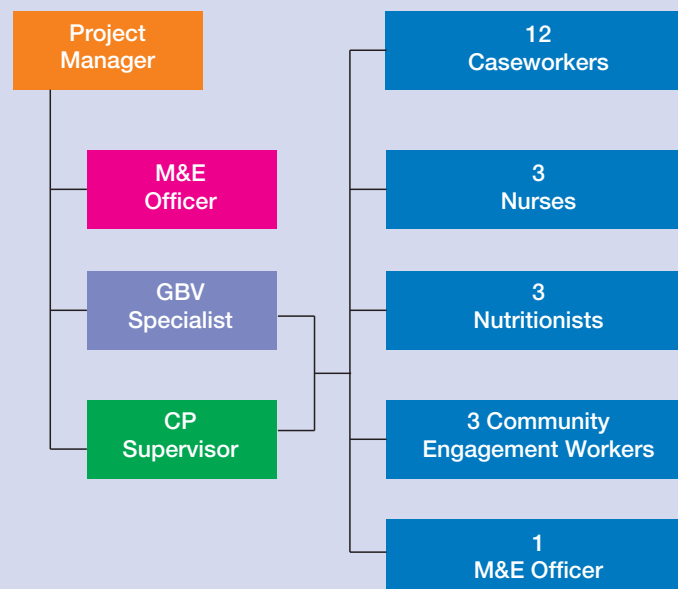 Project
Manager
M&E
Officer
GBV
Specialist
CP
Supervisor
12
Caseworkers
3
Nurses
3
Nutritionists
3 Community
Engagement Workers
1
M&E Officer